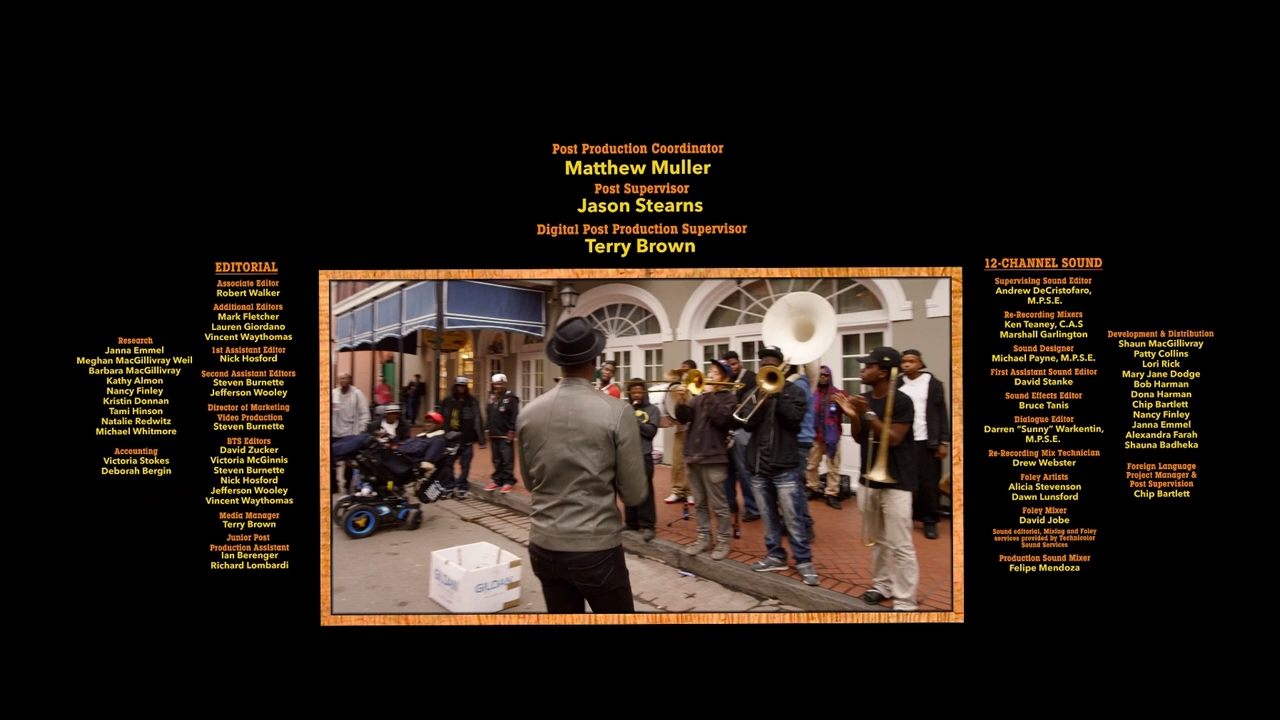 Post Production Coordinator
Matthew Muller
Post Supervisor
Jason Stearns
Digital Post Production Supervisor
Terry Brown
Research
Janna Emmel
Meghan MacGillivray Weil
Barbara MacGillivray
Kathy Almon
Nancy Finley
Kristin Donnan
Tami Hinson
Natalie Redwitz
Michael Whitmore
Accounting
Victoria Stokes
Deborah Bergin
EDITORIAL
Associate Editor
Robert Walker
Additional Editors
Mark Fletcher
Lauren Giordano
Vincent Waythomas
1st Assistant Editor
Nick Hosford
Second Assistant Editors
Steven Burnette
Jefferson Wooley
Director of Marketing
Video Production
Steven Burnette
BTS Editors
David Zucker
Victoria McGinnis
Steven Burnette
Nick Hosford
Jefferson Wooley
Vincent Waythomas
Media Manager
Terry Brown
Junior Post
Production Assistant
Ian Berenger
Richard Lombardi
GILDAN
GILDAN
12-CHANNEL SOUND
Supervising Sound Editor
Andrew DeCristofaro,
M.P.S.E.
Re-Recording Mixers
Ken Teaney, C.A.S
Marshall Garlington
Sound Designer
Michael Payne, M.P.S.E.
First Assistant Sound Editor
David Stanke
Sound Effects Editor
Bruce Tanis
Dialogue Editor
Darren “Sunny” Warkentin,
M.P.S.E.
Re-Recording Mix Technician
Drew Webster
Foley Artists
Alicia Stevenson
Dawn Lunsford
Foley Mixer
David Jobe
Sound editorial, Mixing and Foley
services provided by Technicolor
Sound Services
Production Sound Mixer
Felipe Mendoza
Development & Distribution
Shaun MacGillivray
Patty Collins
Lori Rick
Mary Jane Dodge
Bob Harman
Dona Harman
Chip Bartlett
Nancy Finley
Janna Emmel
Alexandra Farah
Shauna Badheka
Foreign Language
Project Manager &
Post Supervision
Chip Bartlett